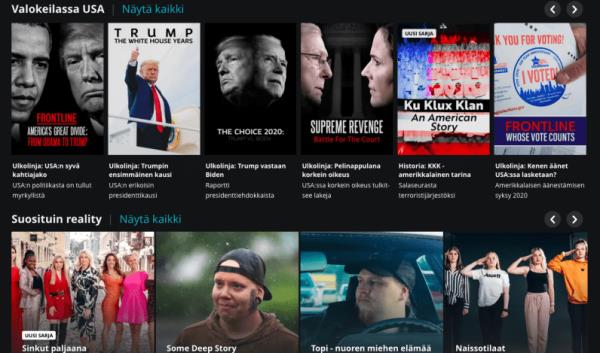 Valokeilassa USA | Näytä kaikki
FRONTLINE
AMERICA'S GREAT DIVIDE:
FROM OBAMA TO TRUMP
TRUMP
THE WHITE HOUSE YEARS
THE CHOICE 2020:
SUPREME REVENGE
Battle For The Court
UUSI SARJA
Ku Klux Klan
An American
Story
K YOU FOR VOTING!
I VOTED!
FRONTLINE
WHOSE VOTE COUNTS
Ulkolinja: USA:n syvä
kahtiajako
USA:n politiikasta on tullut
myrkyllistä
Ulkolinja: Trumpin
ensimmäinen kausi
USA:n erikoisin
presidenttikausi
Ulkolinja: Trump vastaan
Biden
Raportti
presidenttiehdokkaista
Ulkolinja: Pelinappulana
korkein oikeus
USA:ssa korkein oikeus tulkit-
see lakeja
Historia: KKK -
amerikkalainen tarina
Salaseurasta
terroristijärjestöksi
Ulkolinja: Kenen äänet
USA:ssa lasketaan?
Amerikkalaisen äänestämisen
syksy 2020
Suosituin reality | Näytä kaikki
UUSI SARJA
Sinkut paljaana
Some Deep Story
Topi - nuoren miehen elämää
Naissotilaat